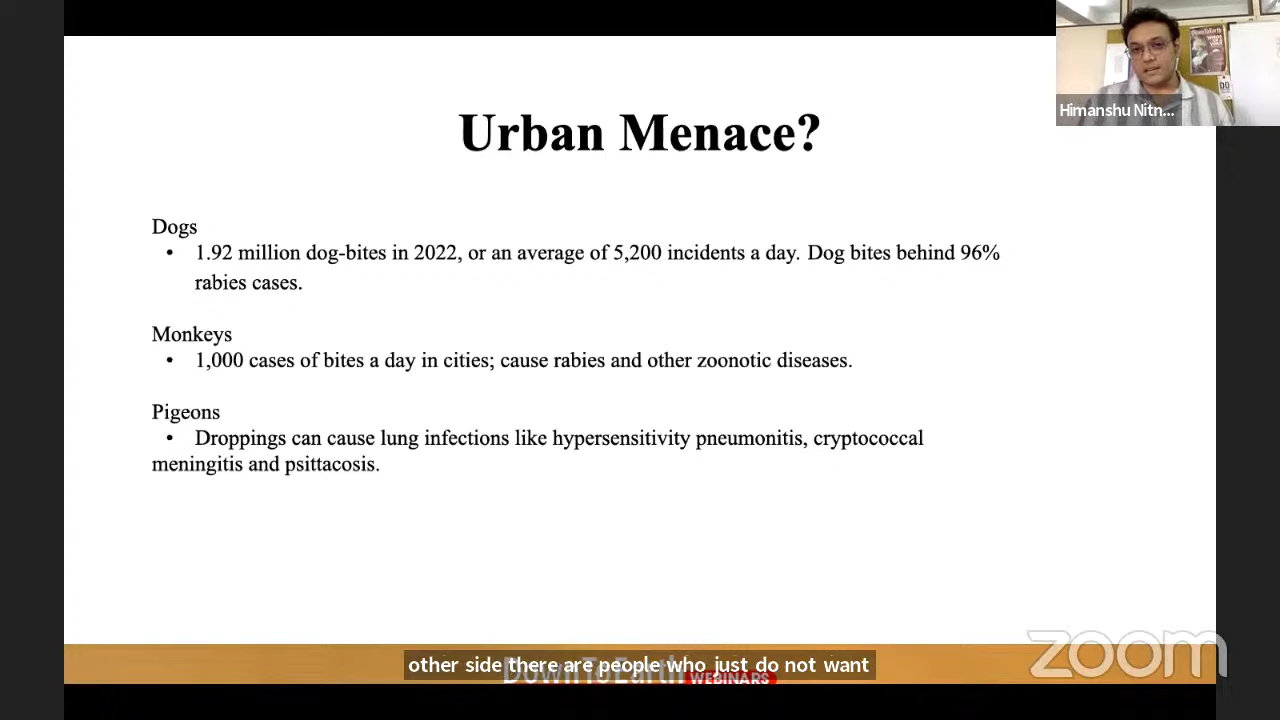 Urban Menace?
Himanshu Nitn...
Dogs
• 1.92 million dog-bites in 2022, or an average of 5,200 incidents a day. Dog bites behind 96%
rabies cases.
Monkeys
• 1,000 cases of bites a day in cities; cause rabies and other zoonotic diseases.
Pigeons
• Droppings can cause lung infections like hypersensitivity pneumonitis, cryptococcal
meningitis and psittacosis.
other side there are people who just do not want
DownToEarth WEBINARS
zoom